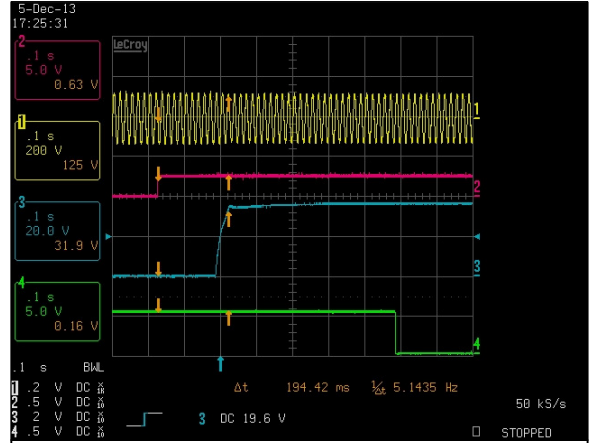 5-Dec-13
17:25:31
LeCroy
2
.1 s
5.0 V
0.63 V
1
.1 s
200 V
125 V
1
2
3
.1 s
20.0 V
31.9 V
3
4
.1 s
5.0 V
0.16 V
4
.1 s BWL
1 .2 V DC
2 .5 V DC
3 2 V DC
4 .5 V DC
Δt 194.42 ms 1/Δt 5.1435 Hz
3 DC 19.6 V
50 kS/s
STOPPED